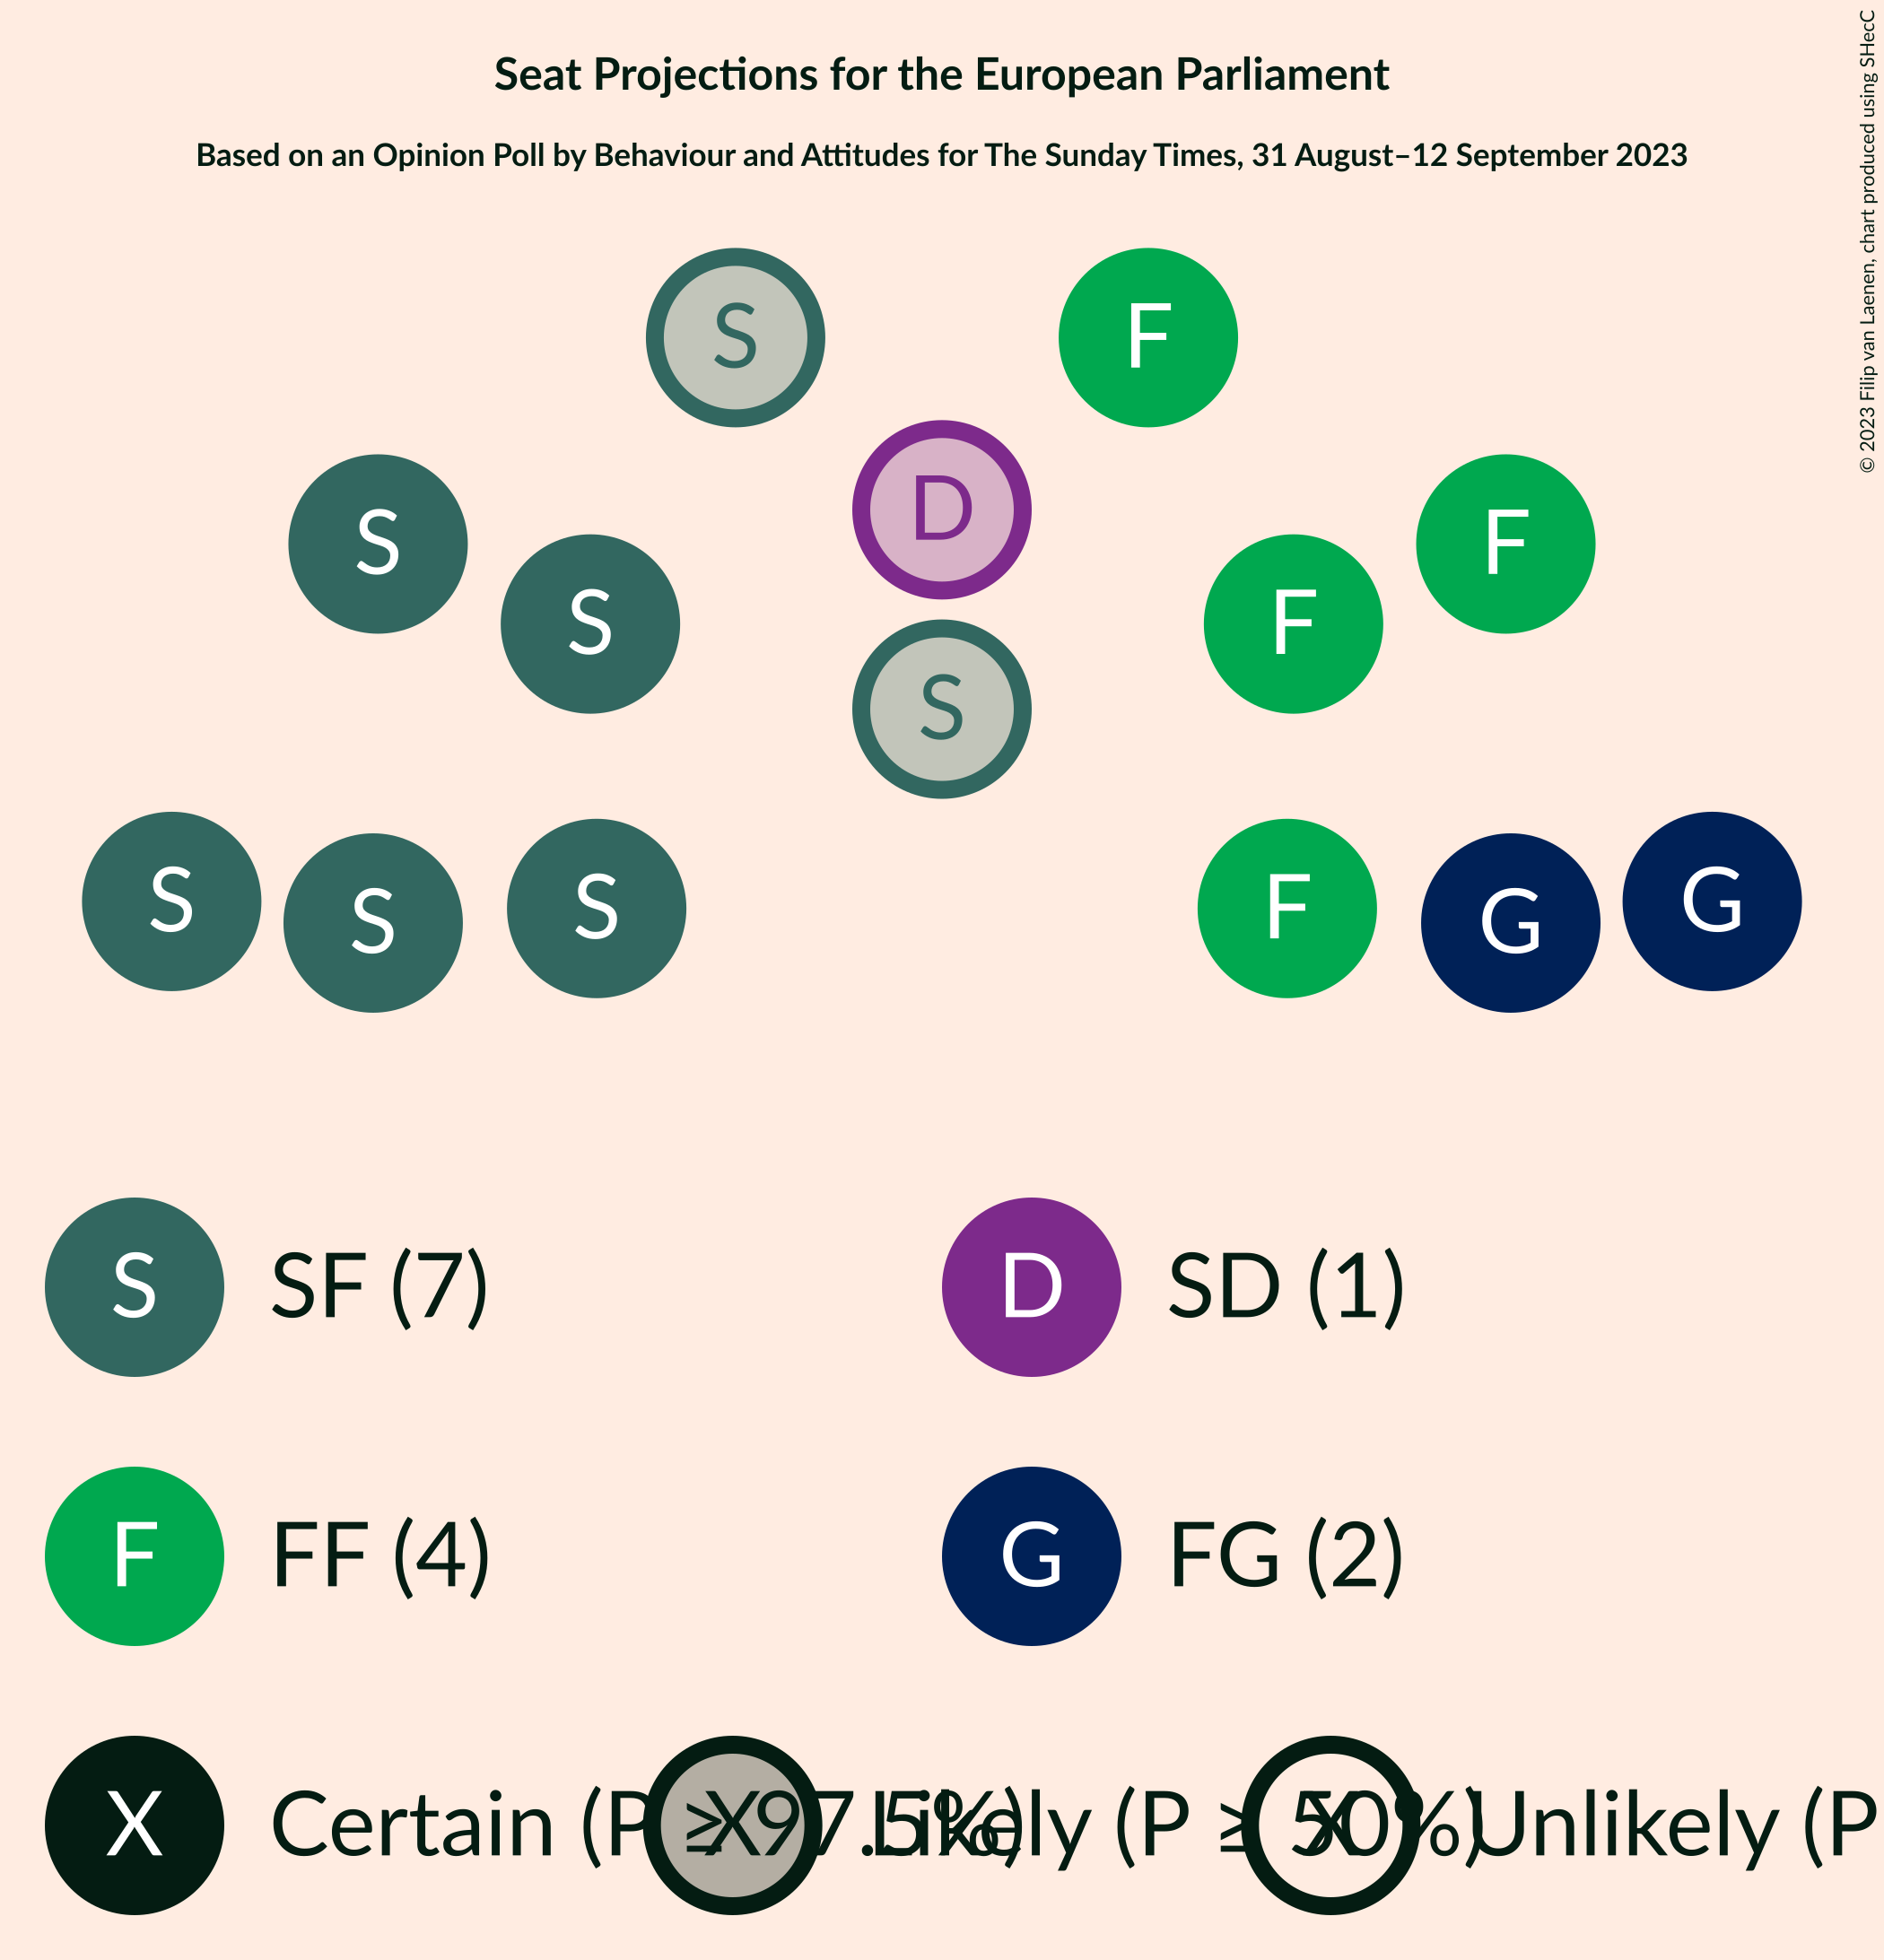 Seat Projections for the European Parliament
Based on an Opinion Poll by Behaviour and Attitudes for The Sunday Times, 31 August–12 September 2023
© 2023 Filip van Laenen, chart produced using SHecC
S F
D
S F
S F
S
S G
S G
S F
S SF (7) D SD (1)
F FF (4) G FG (2)
X Certain (P ≥ 97.5%) X Likely (P ≥ 50%) X Unlikely (P